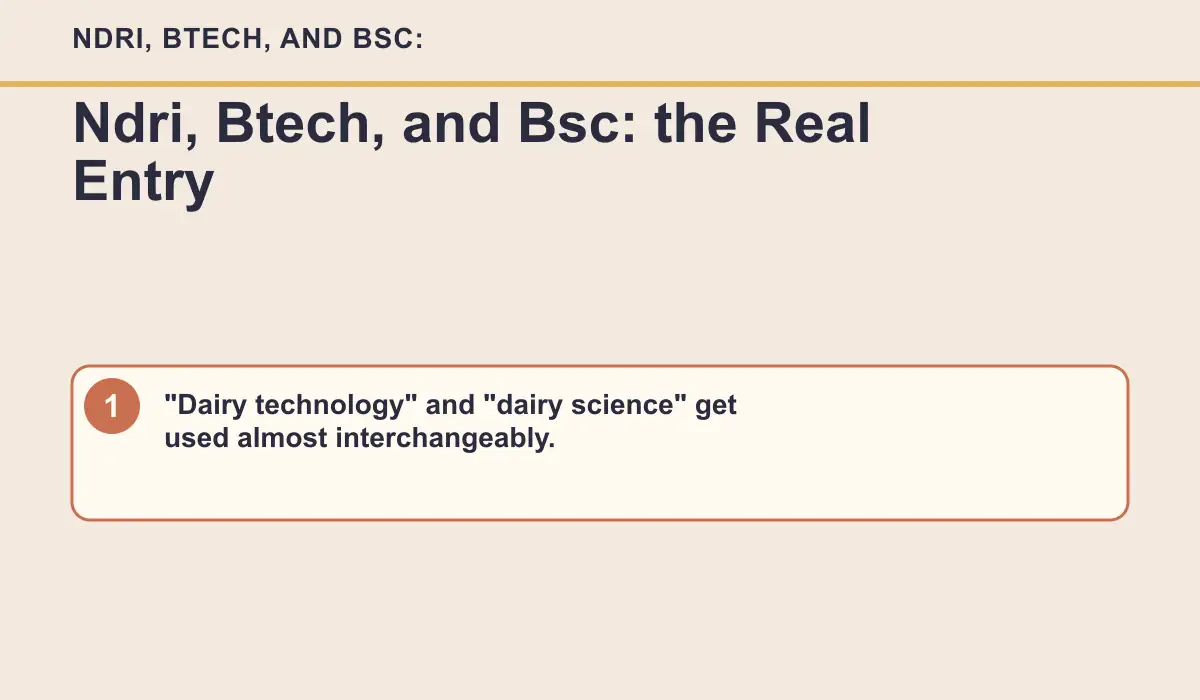 NDRI, BTECH, AND BSC:
Ndri, Btech, and Bsc: the Real
Entry
1
"Dairy technology" and "dairy science" get
used almost interchangeably.